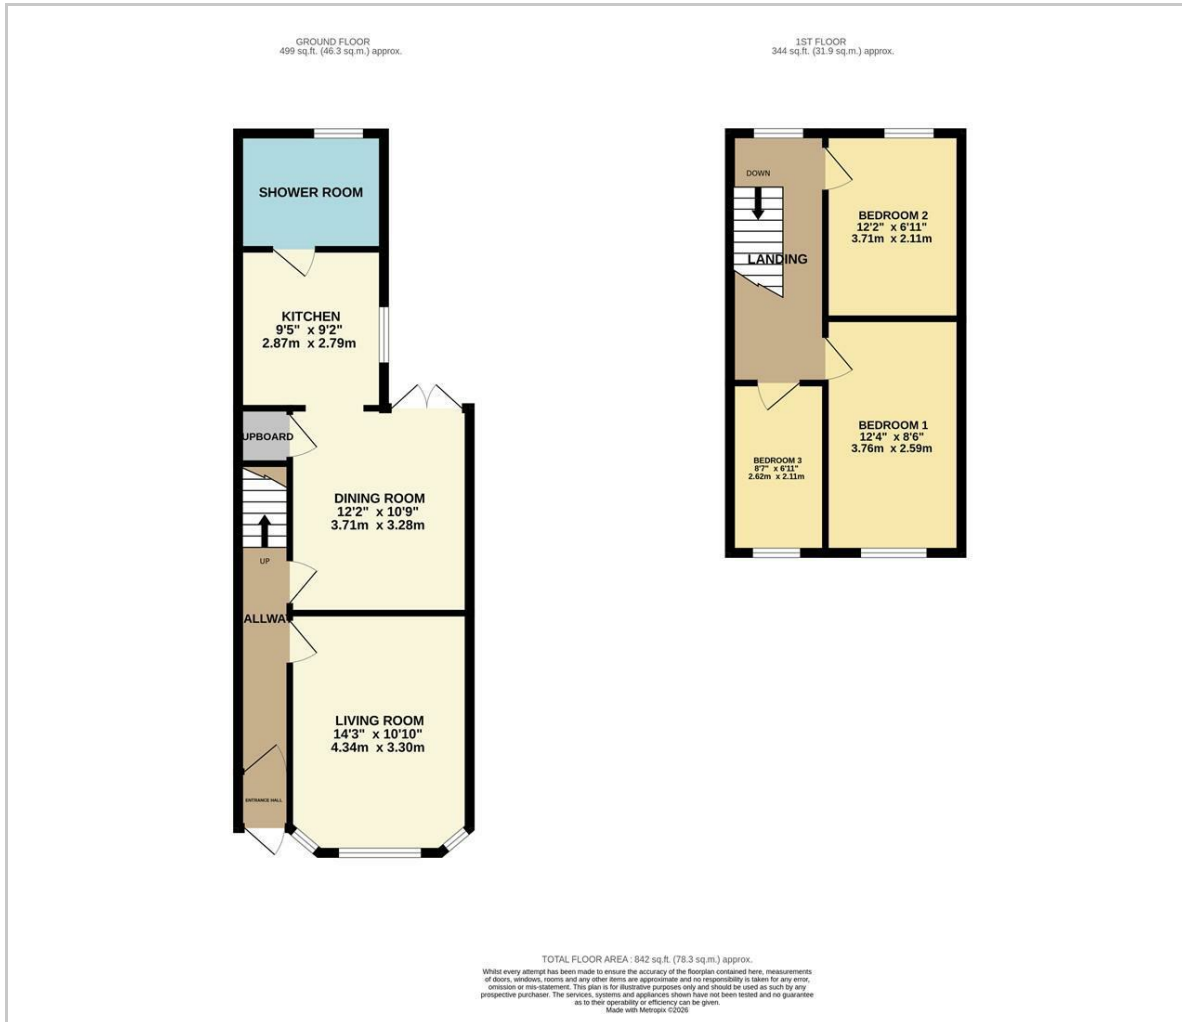 GROUND FLOOR
499 sq.ft. (46.3 sq.m.) approx.
SHOWER ROOM
KITCHEN
9'5" x 9'2"
2.87m x 2.79m
UPBOARD
DINING ROOM
12'2" x 10'9"
3.71m x 3.28m
UP
ALLWA
LIVING ROOM
14'3" x 10'10"
4.34m x 3.30m
ENTRANCE HALL
1ST FLOOR
344 sq.ft. (31.9 sq.m.) approx.
DOWN
BEDROOM 2
12'2" x 6'11"
3.71m x 2.11m
LANDING
BEDROOM 1
12'4" x 8'6"
3.76m x 2.59m
BEDROOM 3
8'7" x 6'11"
2.62m x 2.11m
TOTAL FLOOR AREA : 842 sq.ft. (78.3 sq.m.) approx.
Whilst every attempt has been made to ensure the accuracy of the floorplan contained here, measurements
of doors, windows, rooms and any other items are approximate and no responsibility is taken for any error,
omission or mis-statement. This plan is for illustrative purposes only and should be used as such by any
prospective purchaser. The services, systems and appliances shown have not been tested and no guarantee
as to their operability or efficiency can be given.
Made with Metropix ©2026